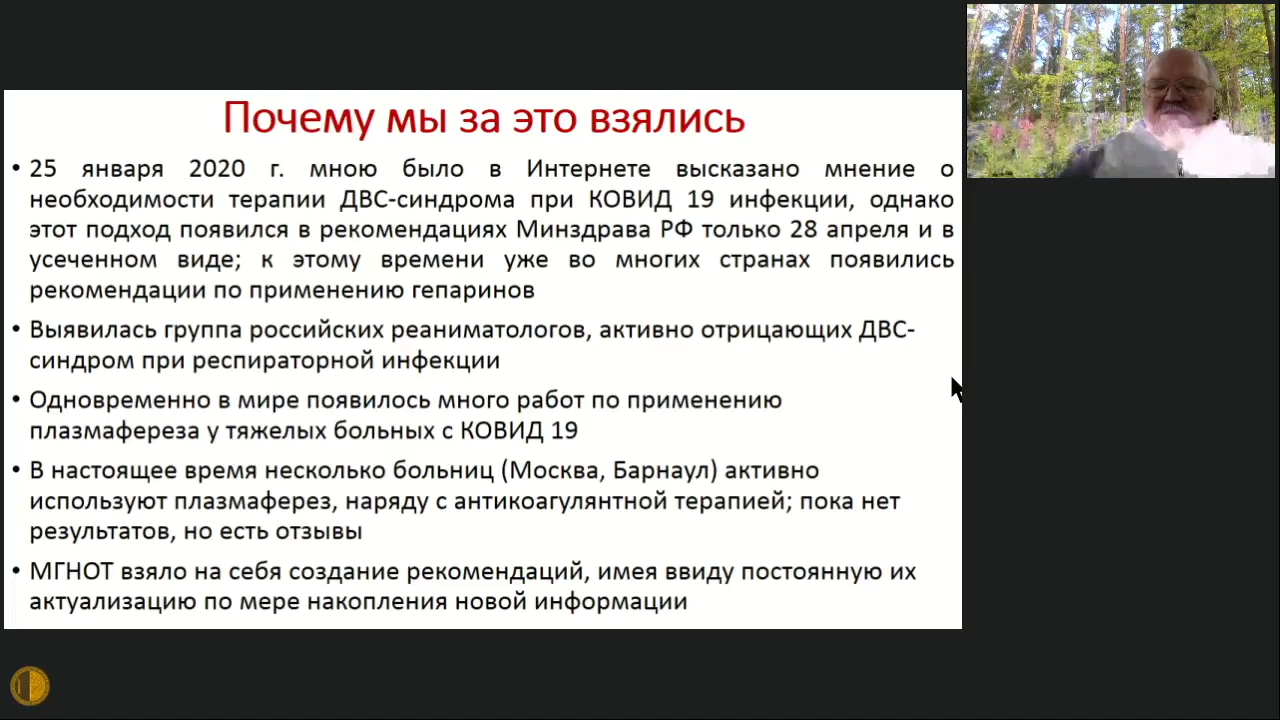 Почему мы за это взялись
• 25 января 2020 г. мною было в Интернете высказано мнение о
необходимости терапии ДВС-синдрома при КОВИД 19 инфекции, однако
этот подход появился в рекомендациях Минздрава РФ только 28 апреля и в
усеченном виде; к этому времени уже во многих странах появились
рекомендации по применению гепаринов
• Выявилась группа российских реаниматологов, активно отрицающих ДВС-
синдром при респираторной инфекции
• Одновременно в мире появилось много работ по применению
плазмафереза у тяжелых больных с КОВИД 19
• В настоящее время несколько больниц (Москва, Барнаул) активно
используют плазмаферез, наряду с антикоагулянтной терапией; пока нет
результатов, но есть отзывы
• МГНОТ взяло на себя создание рекомендаций, имея ввиду постоянную их
актуализацию по мере накопления новой информации